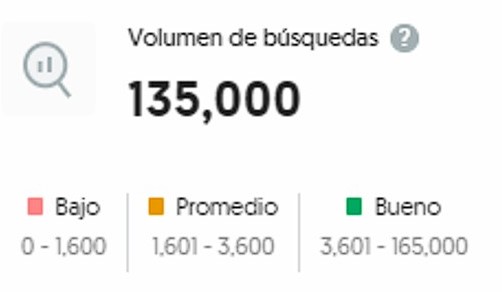 Volumen de búsquedas ?
135,000
Bajo Promedio Bueno
0 - 1,600 1,601 - 3,600 3,601 - 165,000